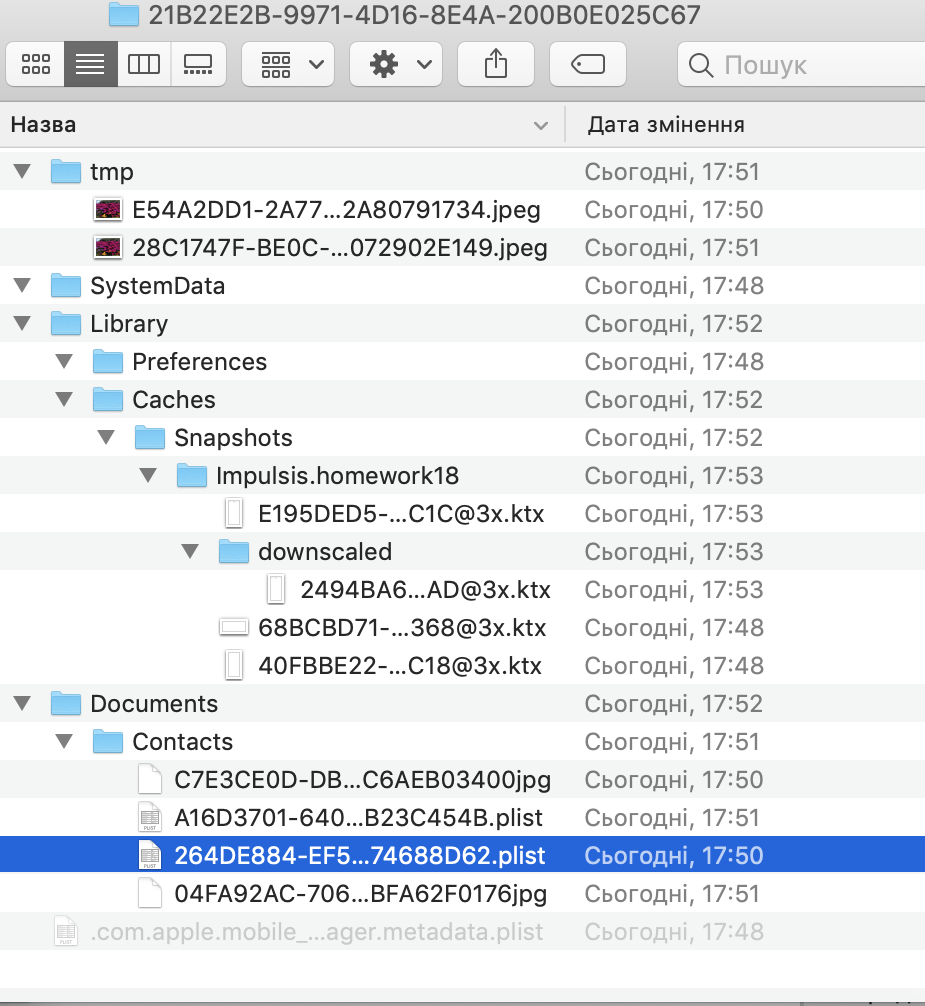 21B22E2B-9971-4D16-8E4A-200B0E025C67
Пошук
Назва Дата змінення
tmp Сьогодні, 17:51
E54A2DD1-2A77...2A80791734.jpeg Сьогодні, 17:50
28C1747F-BE0C-...072902E149.jpeg Сьогодні, 17:51
SystemData Сьогодні, 17:48
Library Сьогодні, 17:52
Preferences Сьогодні, 17:48
Caches Сьогодні, 17:52
Snapshots Сьогодні, 17:52
Impulsis.homework18 Сьогодні, 17:53
E195DED5-...C1C@3x.ktx Сьогодні, 17:53
downscaled Сьогодні, 17:53
2494BA6...AD@3x.ktx Сьогодні, 17:53
68BCBD71-...368@3x.ktx Сьогодні, 17:48
40FBBE22-...C18@3x.ktx Сьогодні, 17:48
Documents Сьогодні, 17:52
Contacts Сьогодні, 17:51
C7E3CE0D-DB...C6AEB03400jpg Сьогодні, 17:50
A16D3701-640...B23C454B.plist Сьогодні, 17:51
264DE884-EF5...74688D62.plist Сьогодні, 17:50
04FA92AC-706...BFA62F0176jpg Сьогодні, 17:51
.com.apple.mobile_...ager.metadata.plist Сьогодні, 17:48